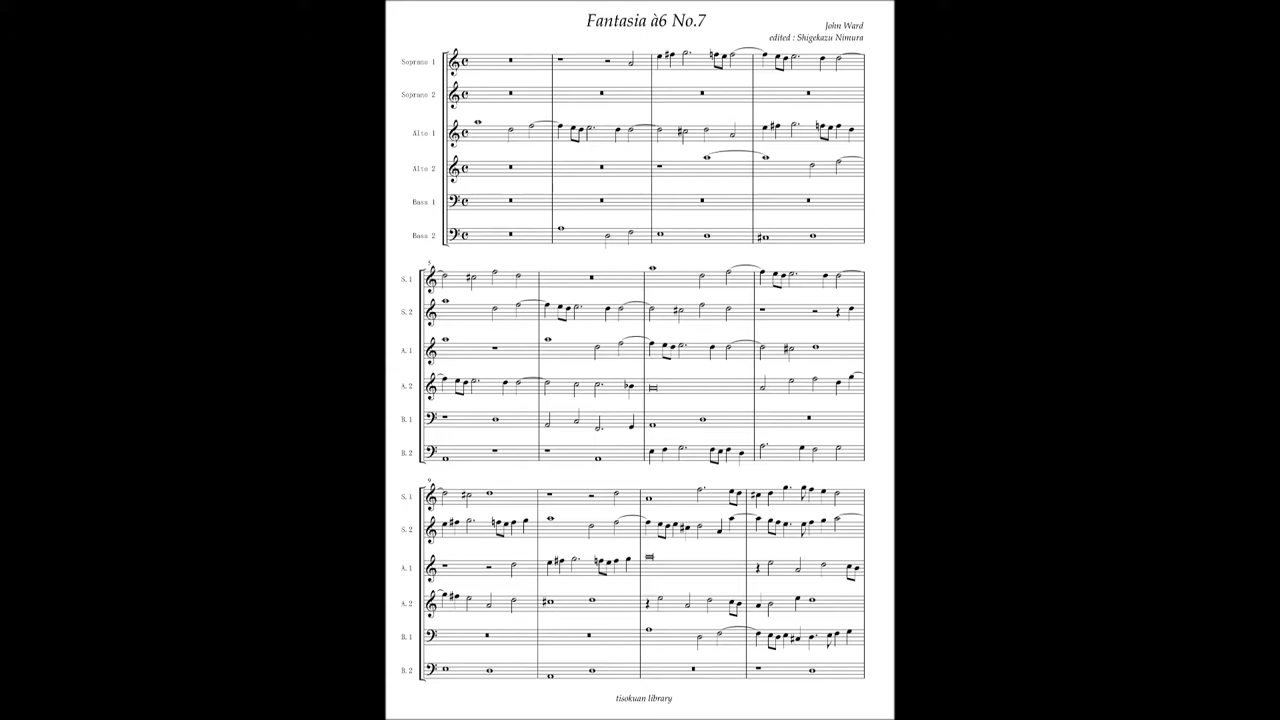 Fantasia à6 No.7
John Ward
edited : Shigekazu Nimura
Soprano 1
Soprano 2
Alto 1
Alto 2
Bass 1
Bass 2
5
S. 1
S. 2
A. 1
A. 2
B. 1
B. 2
9
S. 1
S. 2
A. 1
A. 2
B. 1
B. 2
tisokuan library